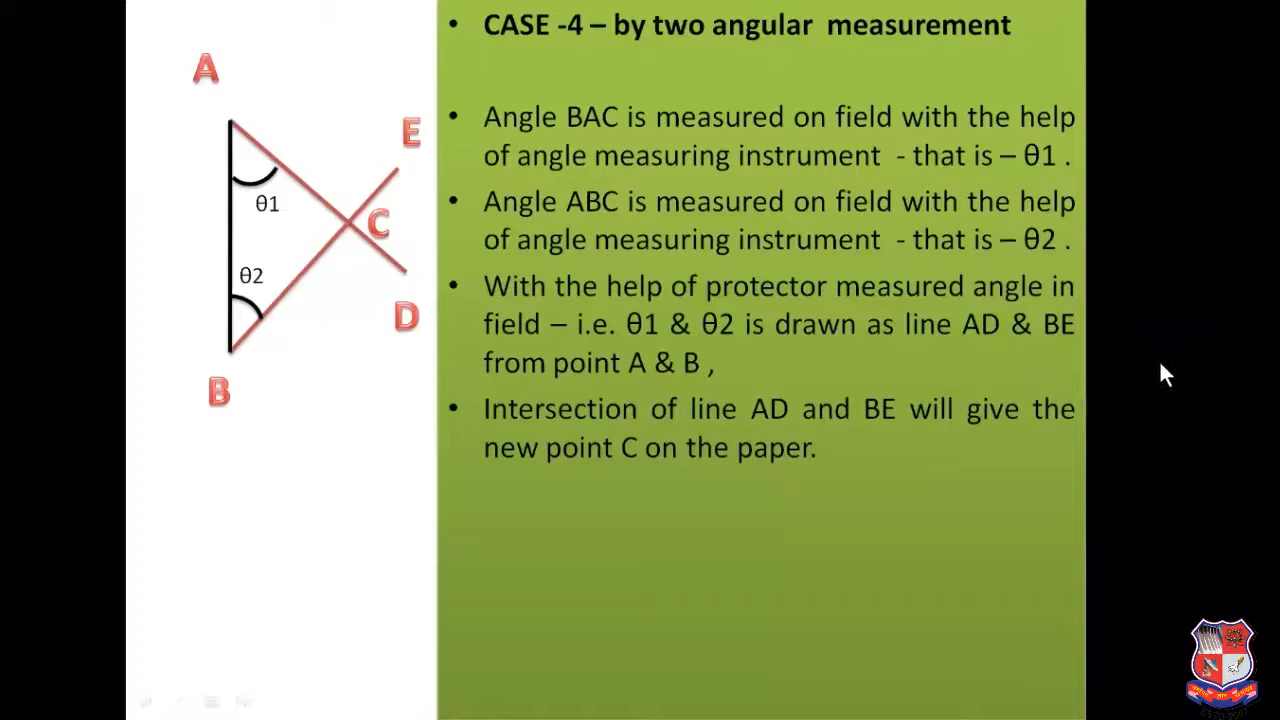 A
E
θ1
C
θ2
D
B
• CASE -4 – by two angular measurement
• Angle BAC is measured on field with the help
of angle measuring instrument - that is – θ1 .
• Angle ABC is measured on field with the help
of angle measuring instrument - that is – θ2 .
• With the help of protector measured angle in
field – i.e. θ1 & θ2 is drawn as line AD & BE
from point A & B ,
• Intersection of line AD and BE will give the
new point C on the paper.